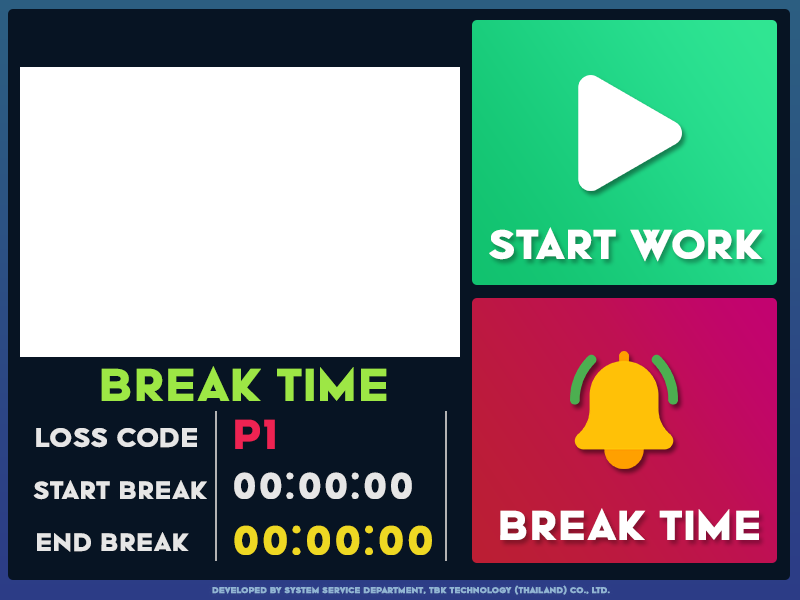 START WORK
BREAK TIME
LOSS CODE P1
START BREAK 00:00:00
END BREAK 00:00:00
BREAK TIME
DEVELOPED BY SYSTEM SERVICE DEPARTMENT, TBK TECHNOLOGY (THAILAND) CO., LTD.